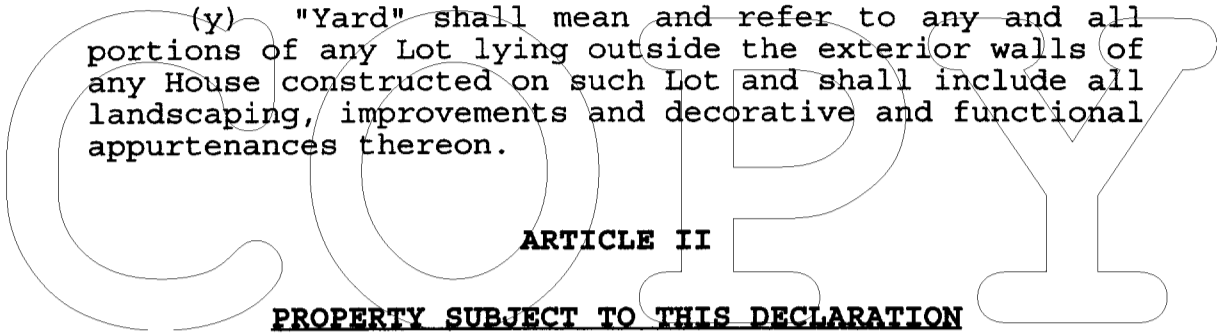 (y) "Yard" shall mean and refer to any and all
portions of any Lot lying outside the exterior walls of
any House constructed on such Lot and shall include all
landscaping, improvements and decorative and functional
appurtenances thereon.
ARTICLE II
PROPERTY SUBJECT TO THIS DECLARATION
COPY